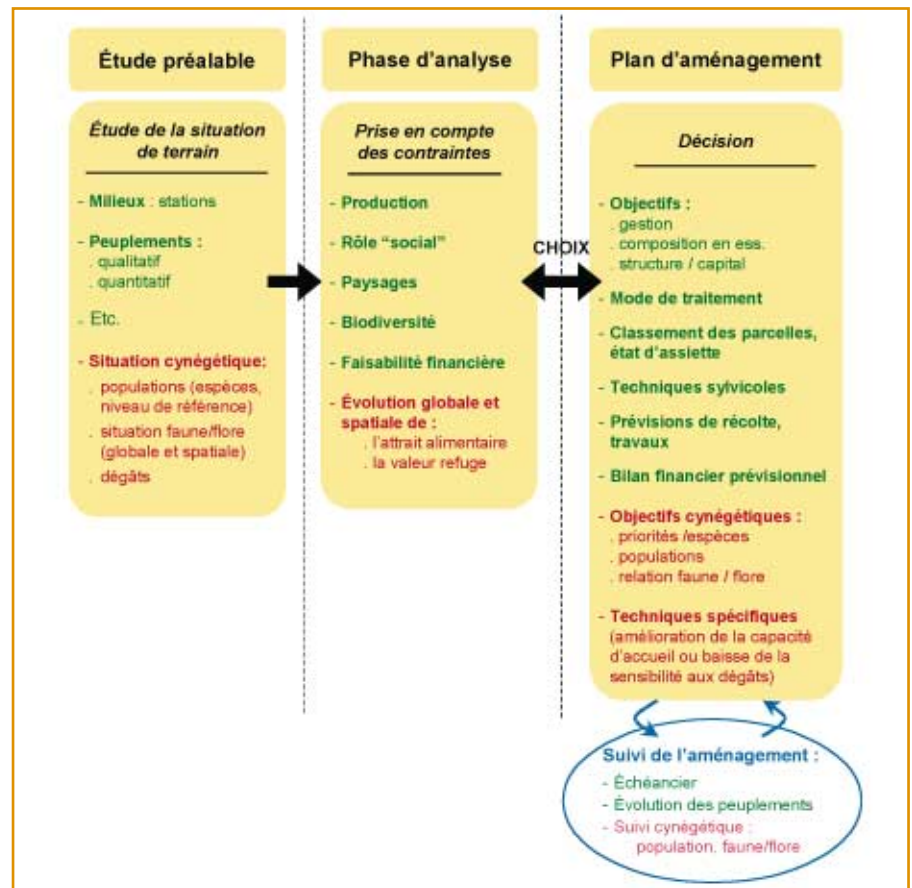 Étude préalable
Étude de la situation
de terrain
- Milieux : stations
- Peuplements :
. qualitatif
. quantitatif
- Etc.
- Situation cynégétique:
. populations (espèces,
niveau de référence)
. situation faune/flore
(globale et spatiale)
. dégâts
Phase d'analyse
Prise en compte
des contraintes
- Production
- Rôle "social"
- Paysages
- Biodiversité
- Faisabilité financière
- Évolution globale et
spatiale de :
. l'attrait alimentaire
. la valeur refuge
CHOIX
Plan d'aménagement
Décision
- Objectifs :
. gestion
. composition en ess.
. structure / capital
- Mode de traitement
- Classement des parcelles,
état d'assiette
- Techniques sylvicoles
- Prévisions de récolte,
travaux
- Bilan financier prévisionnel
- Objectifs cynégétiques :
. priorités /espèces
. populations
. relation faune / flore
- Techniques spécifiques
(amélioration de la capacité
d'accueil ou baisse de la
sensibilité aux dégâts)
Suivi de l'aménagement :
- Échéancier
- Évolution des peuplements
- Suivi cynégétique :
population, faune/flore